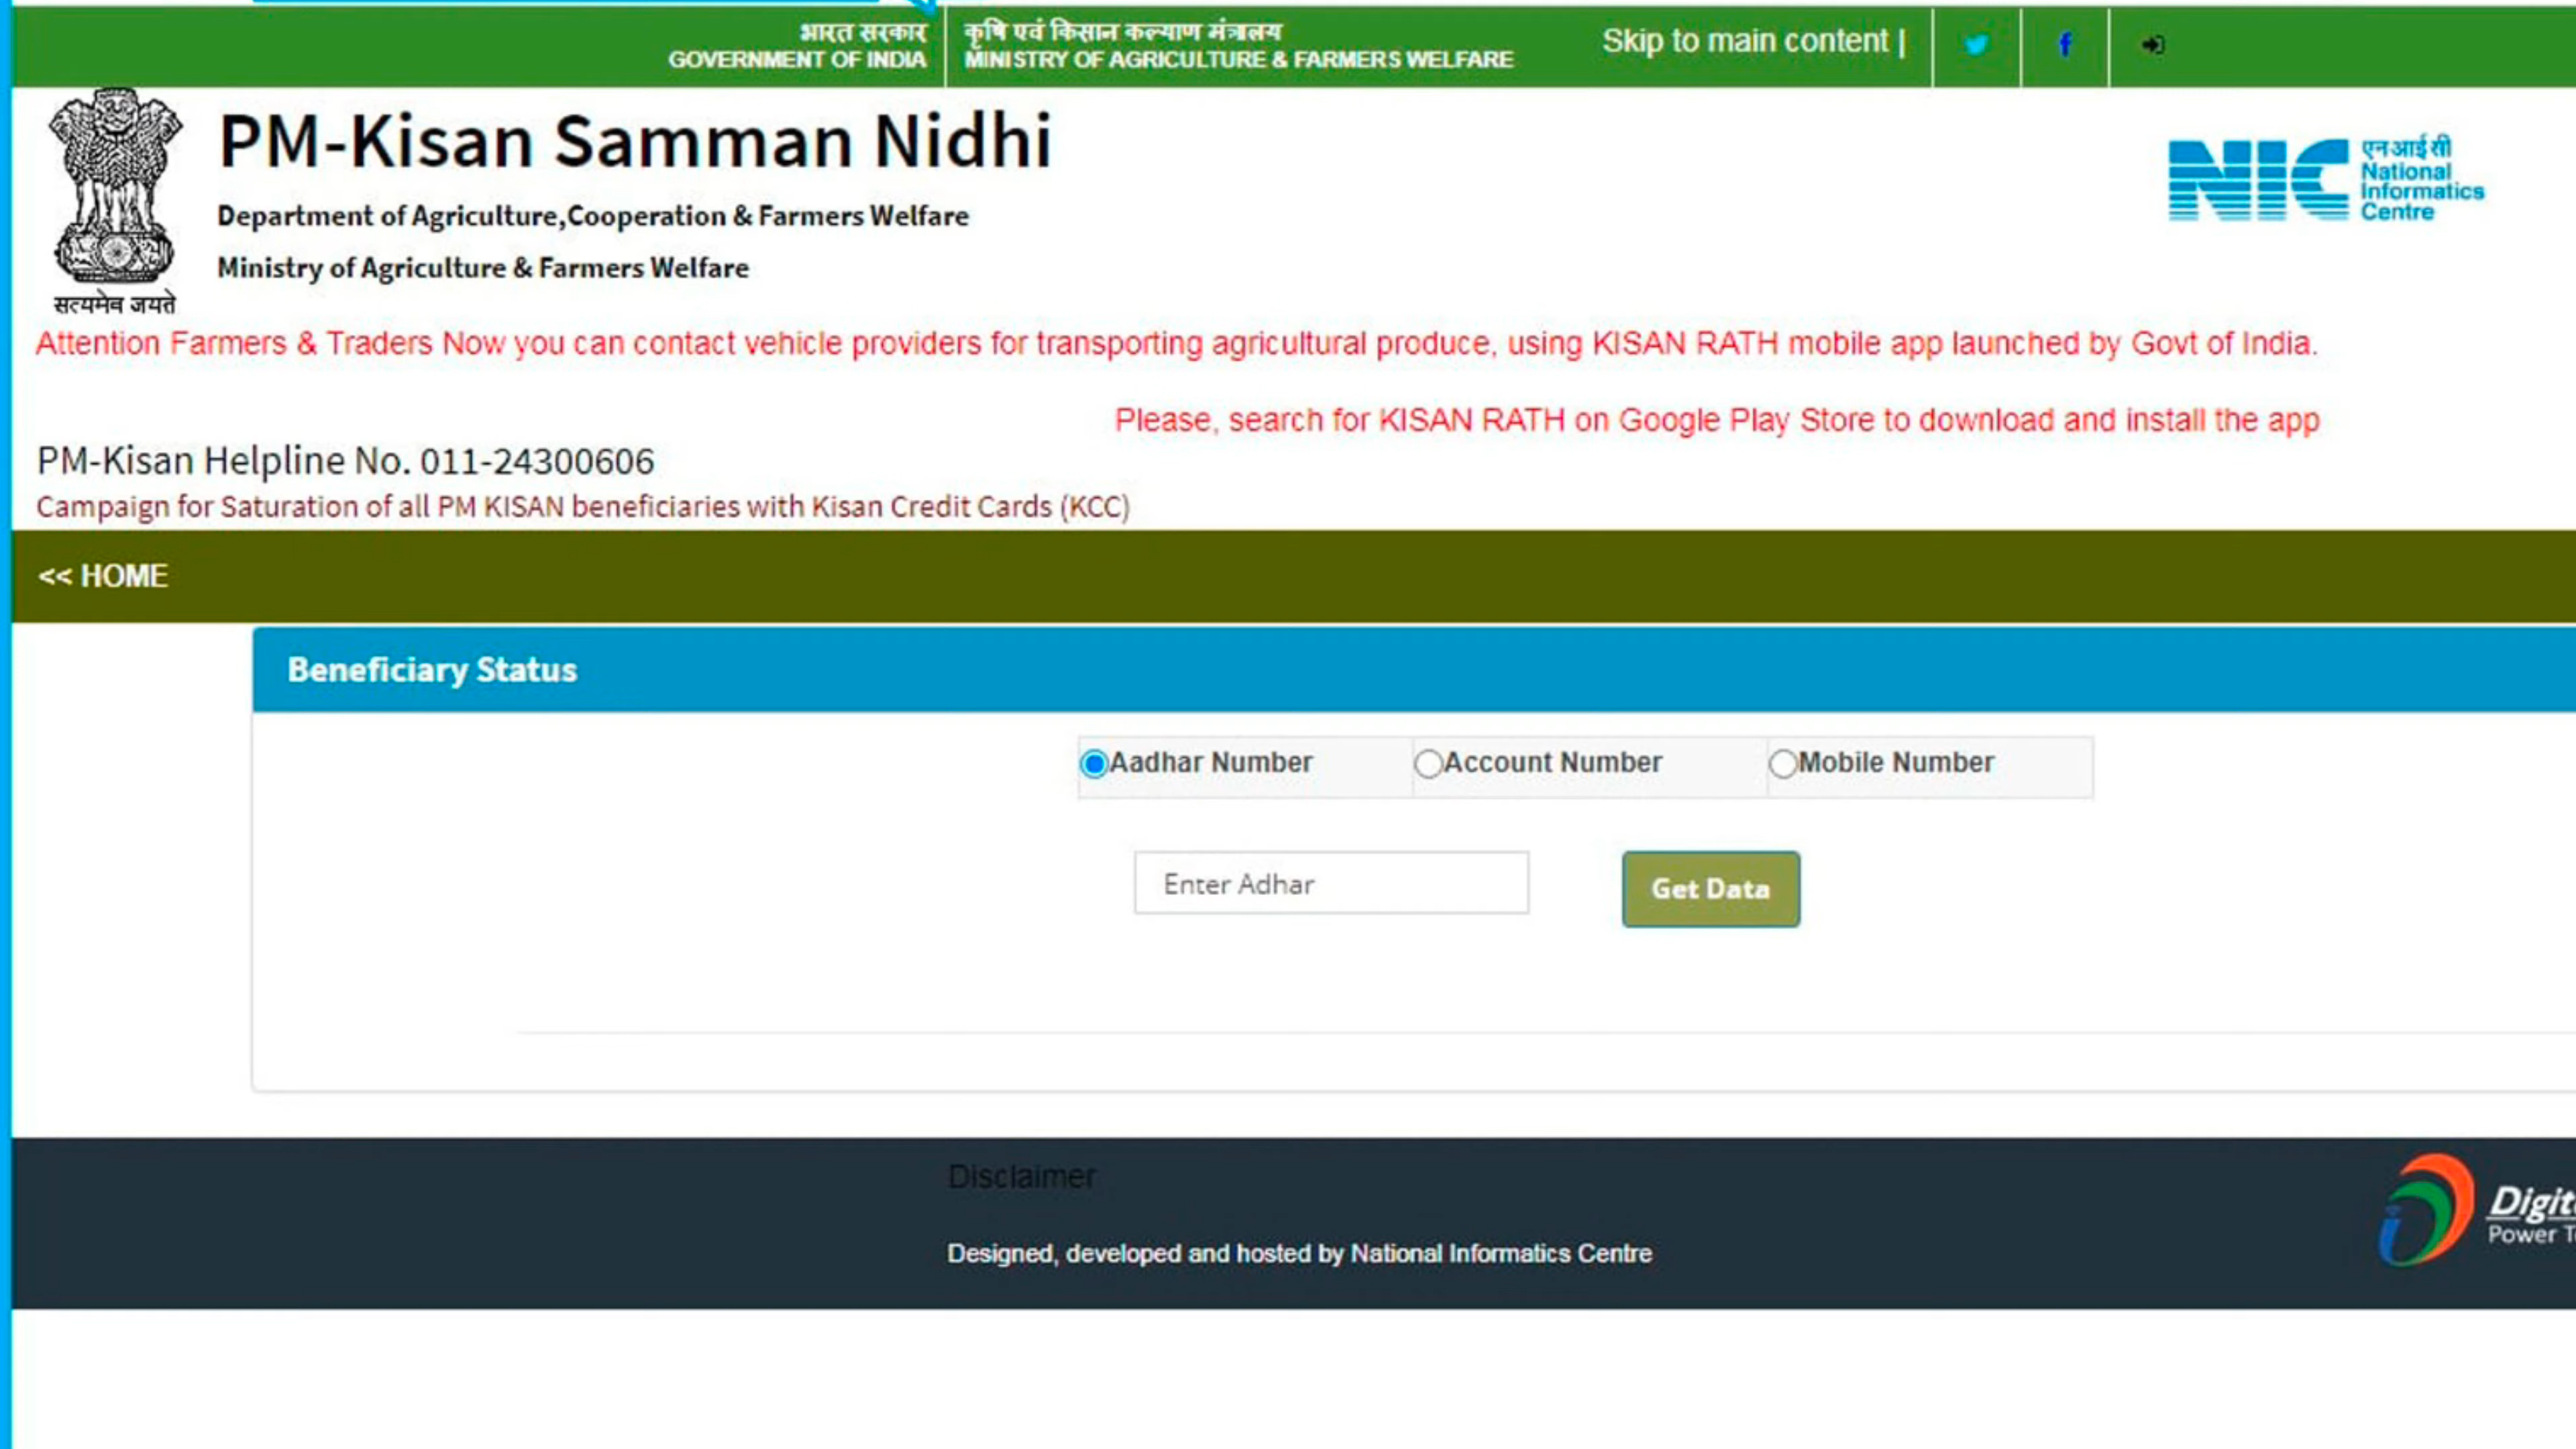 भारत सरकार
GOVERNMENT OF INDIA
कृषि एवं किसान कल्याण मंत्रालय
MINISTRY OF AGRICULTURE & FARMERS WELFARE
Skip to main content |
PM-Kisan Samman Nidhi
Department of Agriculture,Cooperation & Farmers Welfare
Ministry of Agriculture & Farmers Welfare
सत्यमेव जयते
NIC
एन आई सी
National
Informatics
Centre
Attention Farmers & Traders Now you can contact vehicle providers for transporting agricultural produce, using KISAN RATH mobile app launched by Govt of India.
Please, search for KISAN RATH on Google Play Store to download and install the app
PM-Kisan Helpline No. 011-24300606
Campaign for Saturation of all PM KISAN beneficiaries with Kisan Credit Cards (KCC)
<< HOME
Beneficiary Status
Aadhar Number Account Number Mobile Number
Enter Adhar Get Data
Disclaimer
Designed, developed and hosted by National Informatics Centre
Power